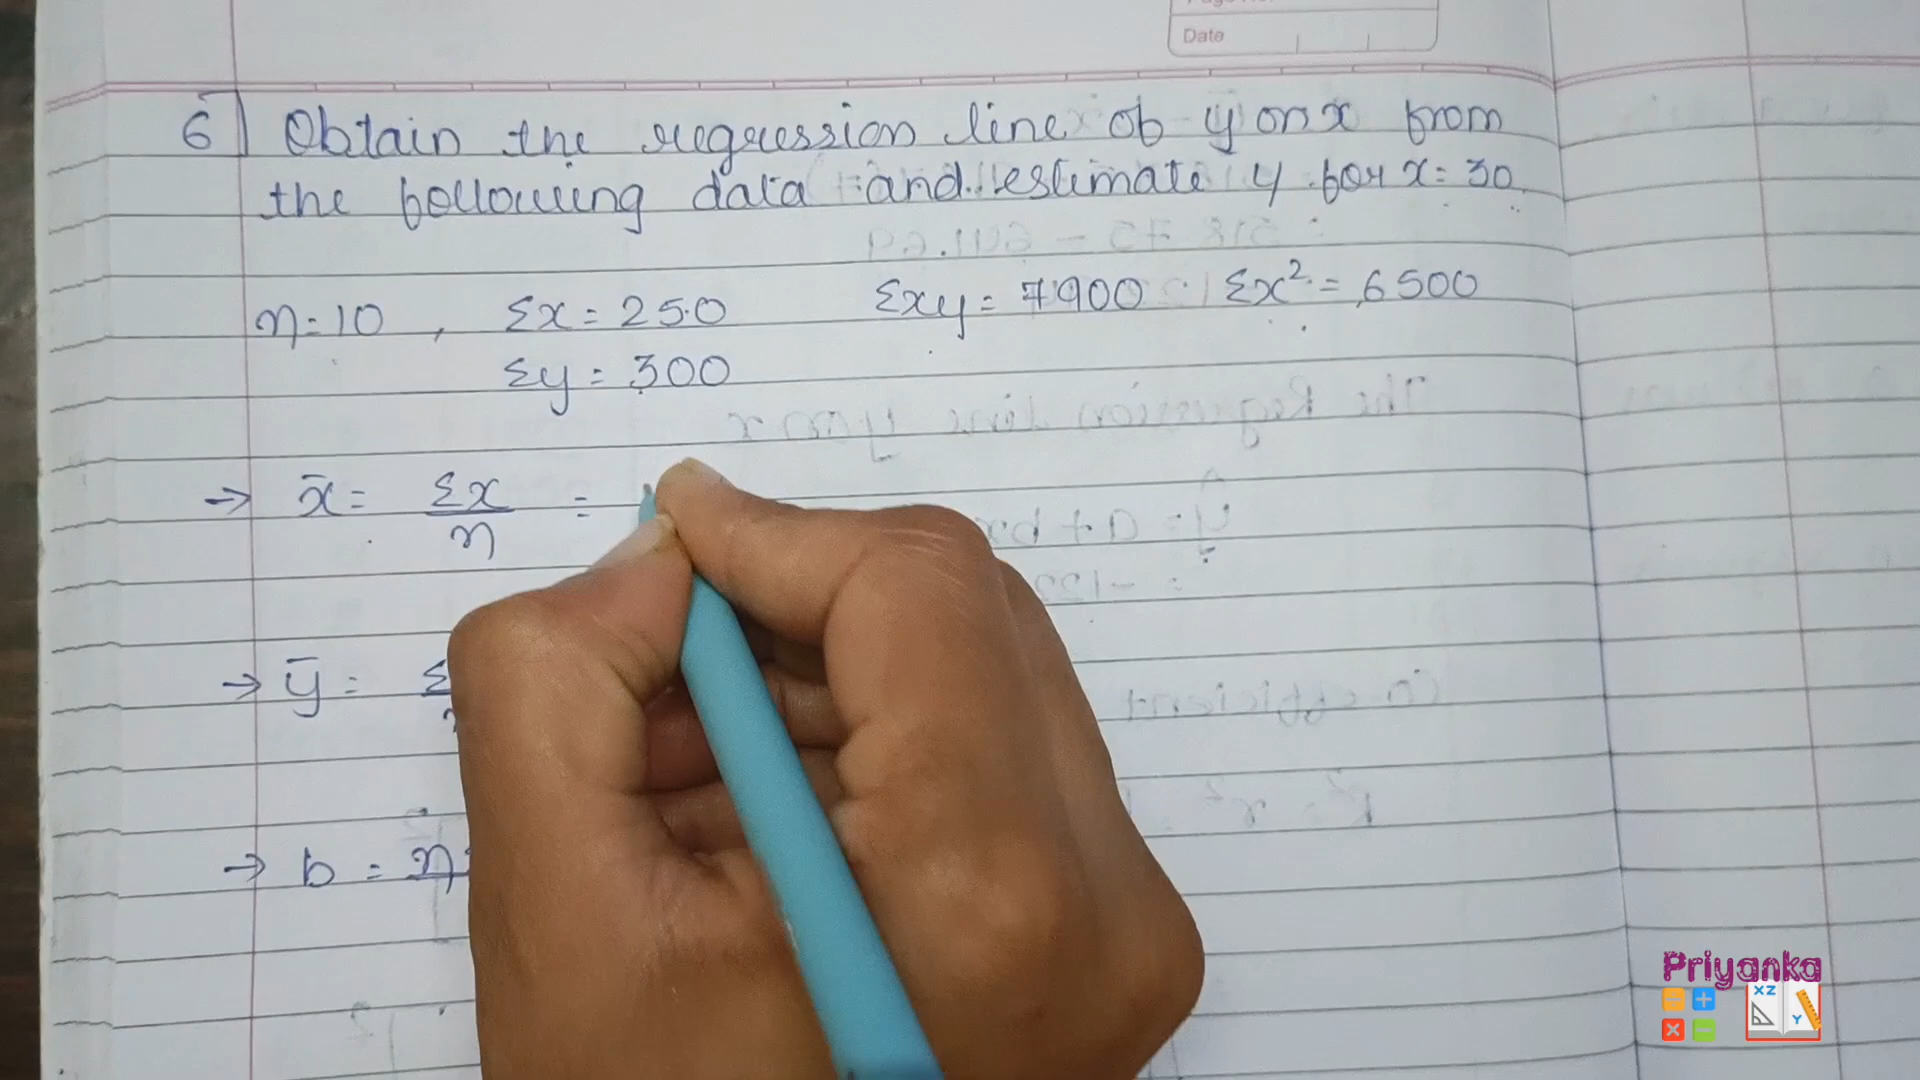 Date
6] Obtain the regression line of y on x from
the following data and estimate y for x = 30.
n = 10 , Σx = 250 Σxy = 7900 Σx² = 6500
Σy = 300
→ x̄ = Σx/n =
→ ȳ = Σ
→ b = n
Priyanka
XZ
Y